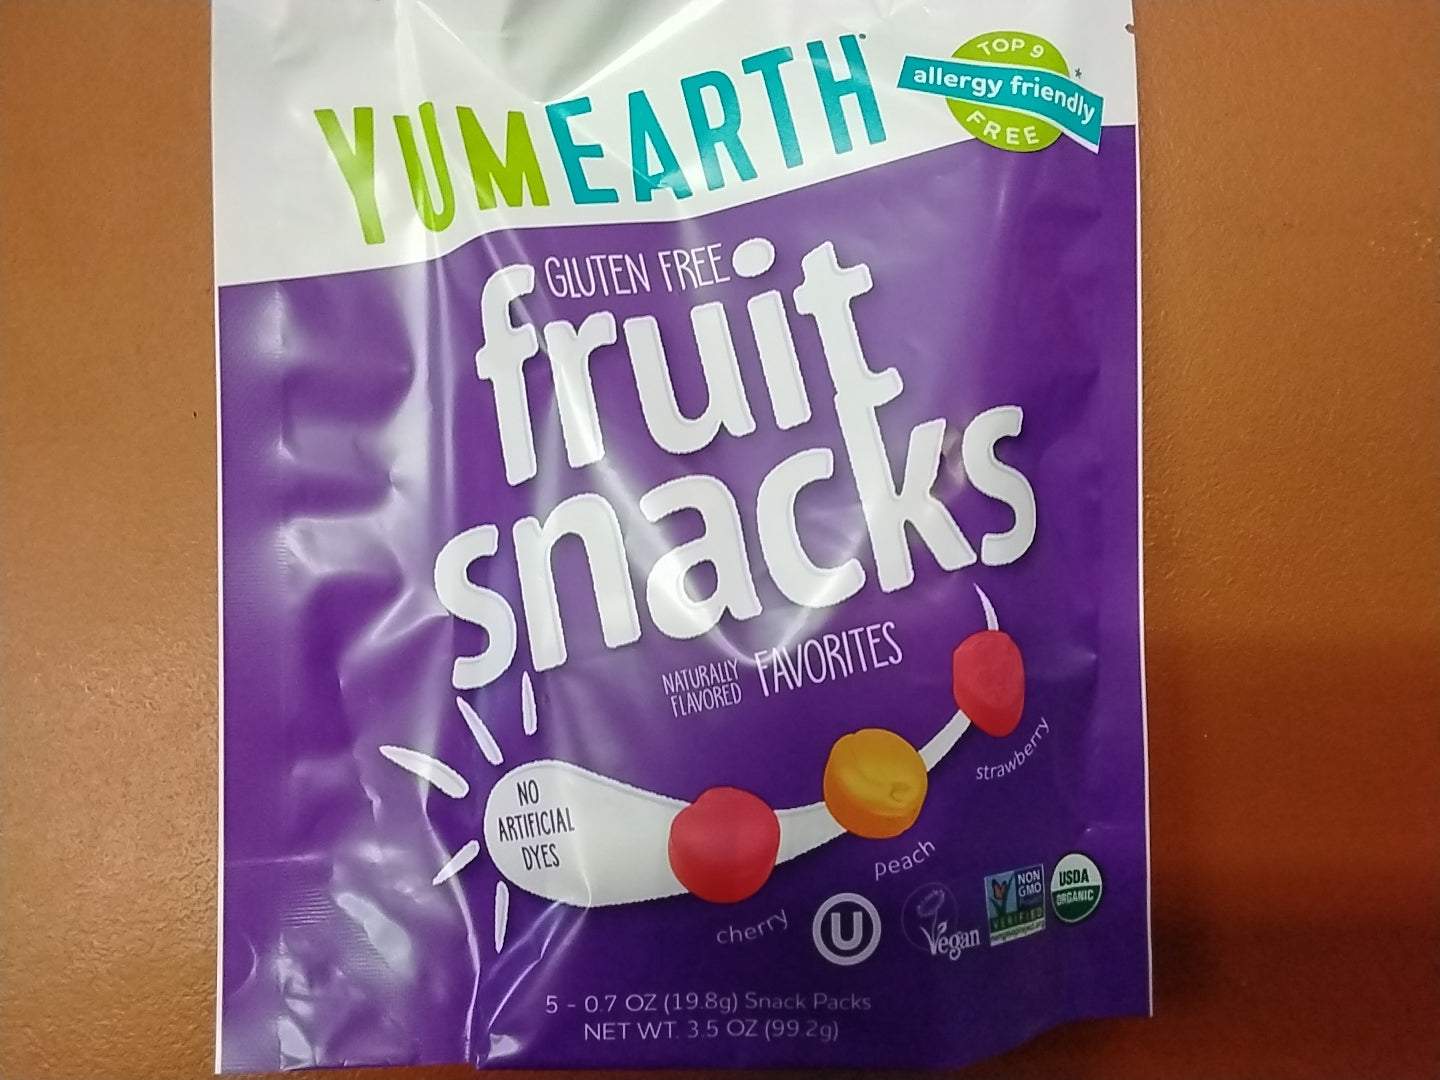 YUMEARTH
TOP 9
allergy friendly*
FREE
GLUTEN FREE
fruit
snacks
NATURALLY
FLAVORED
FAVORITES
NO
ARTIFICIAL
DYES
strawberry
peach
cherry
U
Vegan
NON
GMO
VERIFIED
USDA
ORGANIC
5 - 0.7 OZ (19.8g) Snack Packs
NET WT. 3.5 OZ (99.2g)